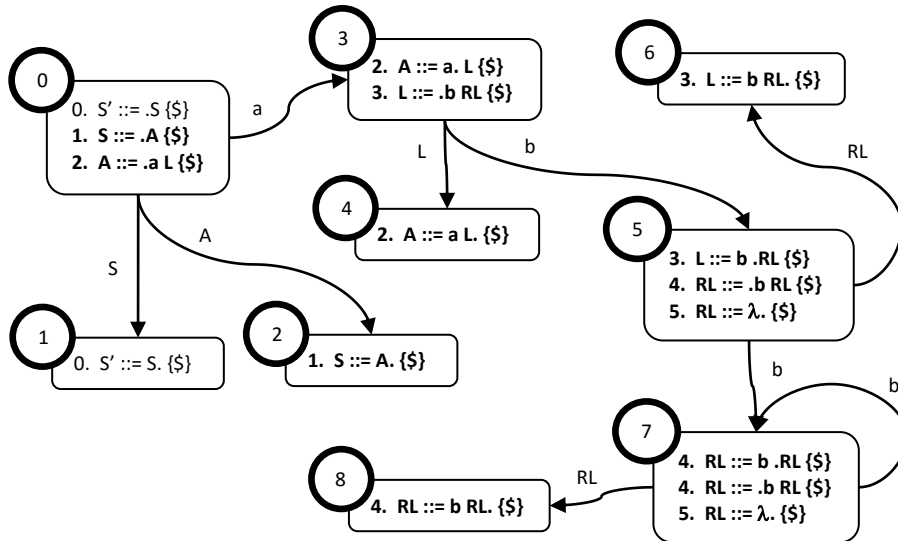 0
0. S' ::= .S {$}
1. S ::= .A {$}
2. A ::= .a L {$}
a
S
A
1
0. S' ::= S. {$}
2
1. S ::= A. {$}
3
2. A ::= a. L {$}
3. L ::= .b RL {$}
L
b
4
2. A ::= a L. {$}
5
3. L ::= b .RL {$}
4. RL ::= .b RL {$}
5. RL ::= λ. {$}
RL
6
3. L ::= b RL. {$}
b
b
7
4. RL ::= b .RL {$}
4. RL ::= .b RL {$}
5. RL ::= λ. {$}
RL
8
4. RL ::= b RL. {$}